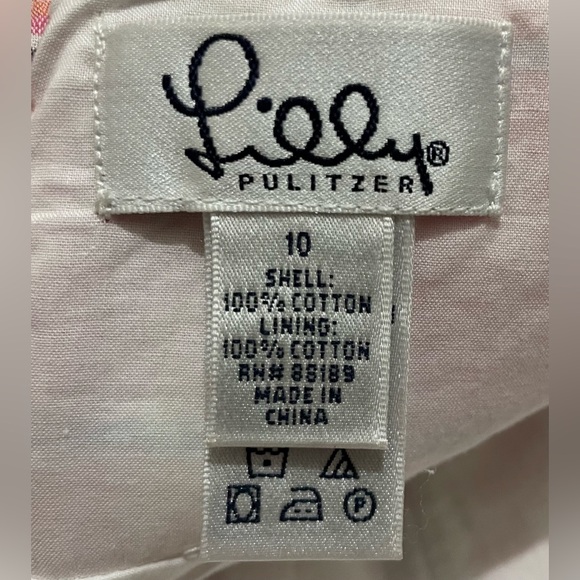 Lilly®
PULITZER
10
SHELL:
100% COTTON
LINING:
100% COTTON
RN# 88189
MADE IN
CHINA
P